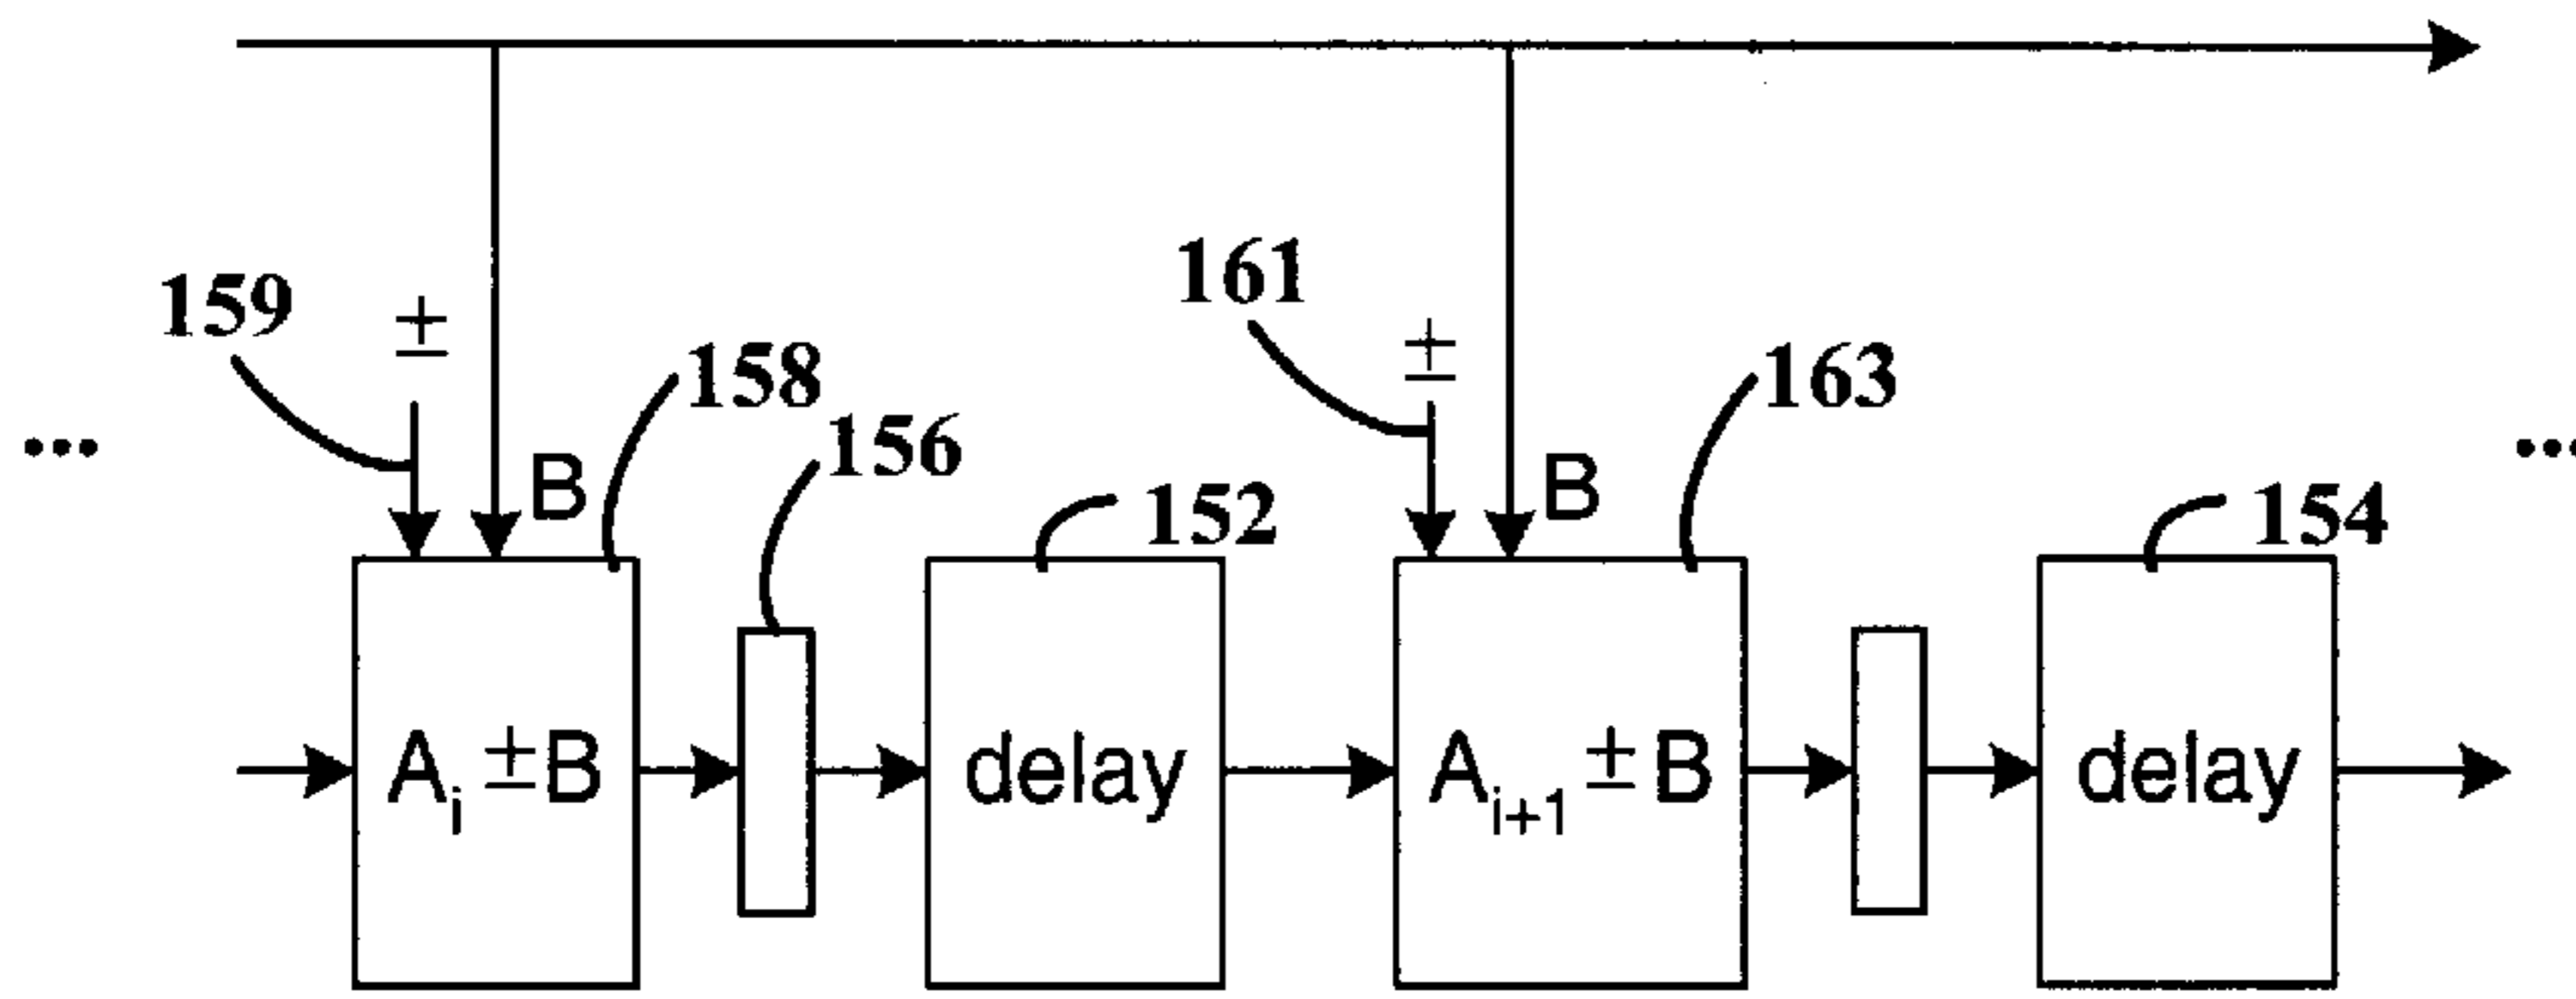 161
159 ±
±
158
163
156
... B B ...
152
154
Aᵢ ±B
delay
Aᵢ₊₁ ± B
delay